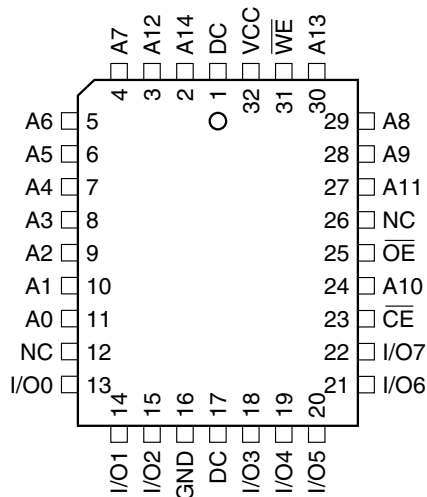 A7 A12 A14 DC VCC W̅E̅ A13
4 3 2 1 32 31 30
A6 5 29 A8
A5 6 28 A9
A4 7 27 A11
A3 8 26 NC
A2 9 25 O̅E̅
A1 10 24 A10
A0 11 23 C̅E̅
NC 12 22 I/O7
I/O0 13 21 I/O6
14 15 16 17 18 19 20
I/O1 I/O2 GND DC I/O3 I/O4 I/O5